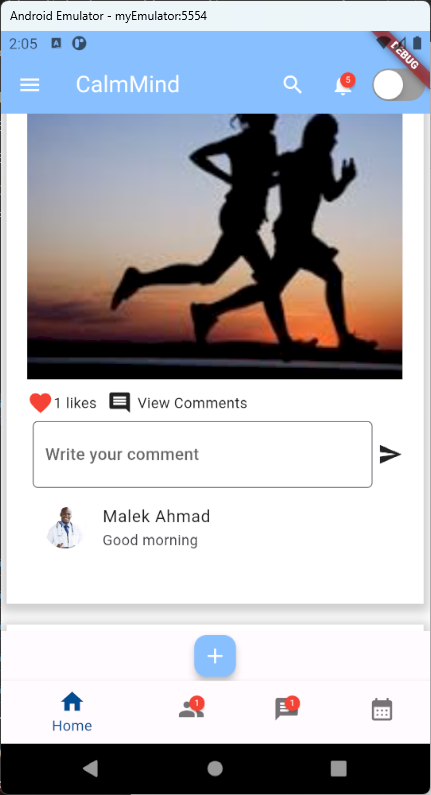 Android Emulator - myEmulator:5554
2:05 A
DEBUG
CalmMind 5
1 likes View Comments
Write your comment
Malek Ahmad
Good morning
+
1 1
Home